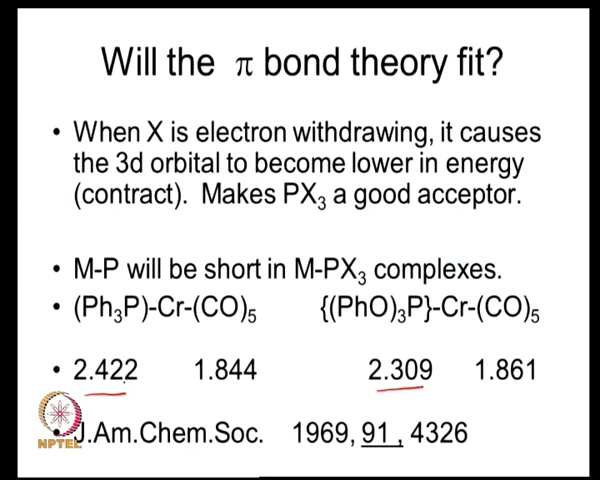 Will the π bond theory fit?
• When X is electron withdrawing, it causes
the 3d orbital to become lower in energy
(contract). Makes PX₃ a good acceptor.
• M-P will be short in M-PX₃ complexes.
• (Ph₃P)-Cr-(CO)₅ {(PhO)₃P}-Cr-(CO)₅
• 2.422 1.844 2.309 1.861
• J.Am.Chem.Soc. 1969, 91 , 4326
NPTEL